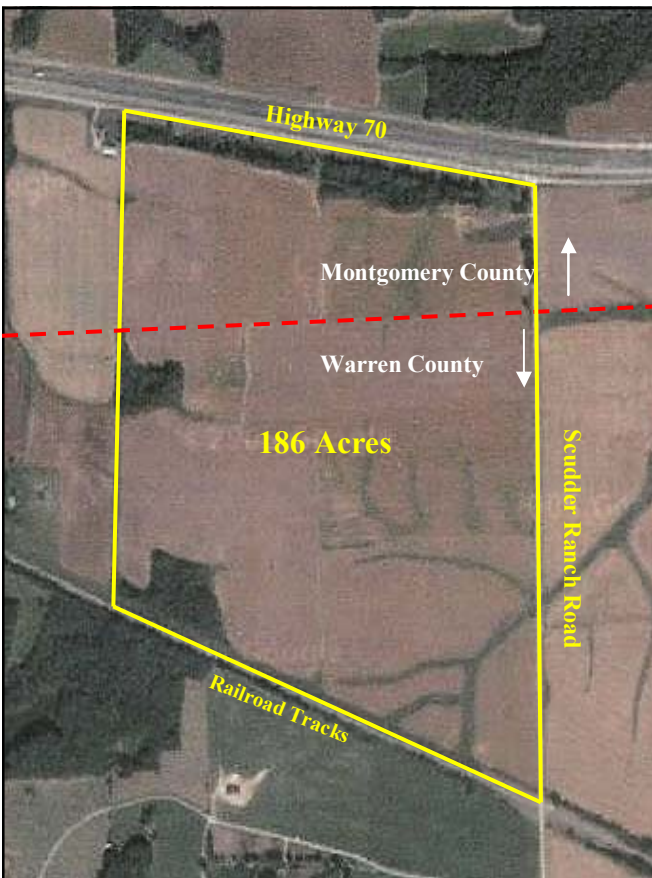 Highway 70
Montgomery County
Warren County
186 Acres
Scudder Ranch Road
Railroad Tracks